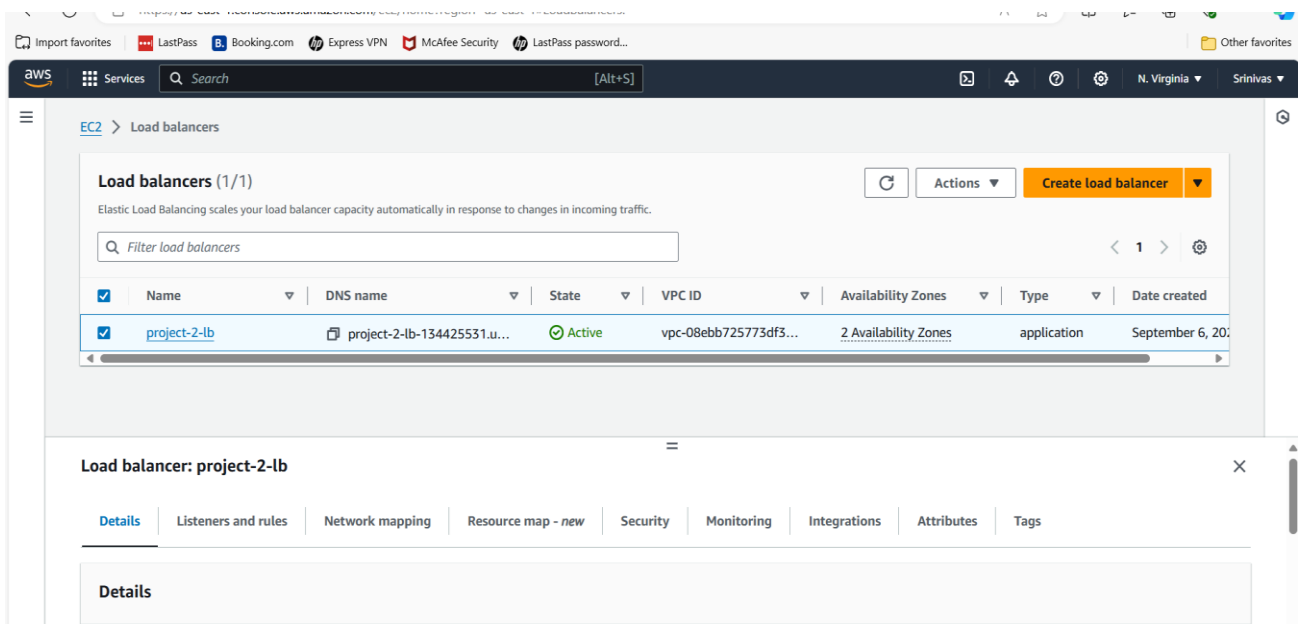 Import favorites LastPass B. Booking.com Express VPN McAfee Security LastPass password... Other favorites
aws Services Search [Alt+S] N. Virginia Srinivas
EC2 > Load balancers
Load balancers (1/1) Actions Create load balancer
Elastic Load Balancing scales your load balancer capacity automatically in response to changes in incoming traffic.
Filter load balancers 1
Name DNS name State VPC ID Availability Zones Type Date created
project-2-lb project-2-lb-134425531.u... Active vpc-08ebb725773df3... 2 Availability Zones application September 6, 202
Load balancer: project-2-lb
Details Listeners and rules Network mapping Resource map - new Security Monitoring Integrations Attributes Tags
Details